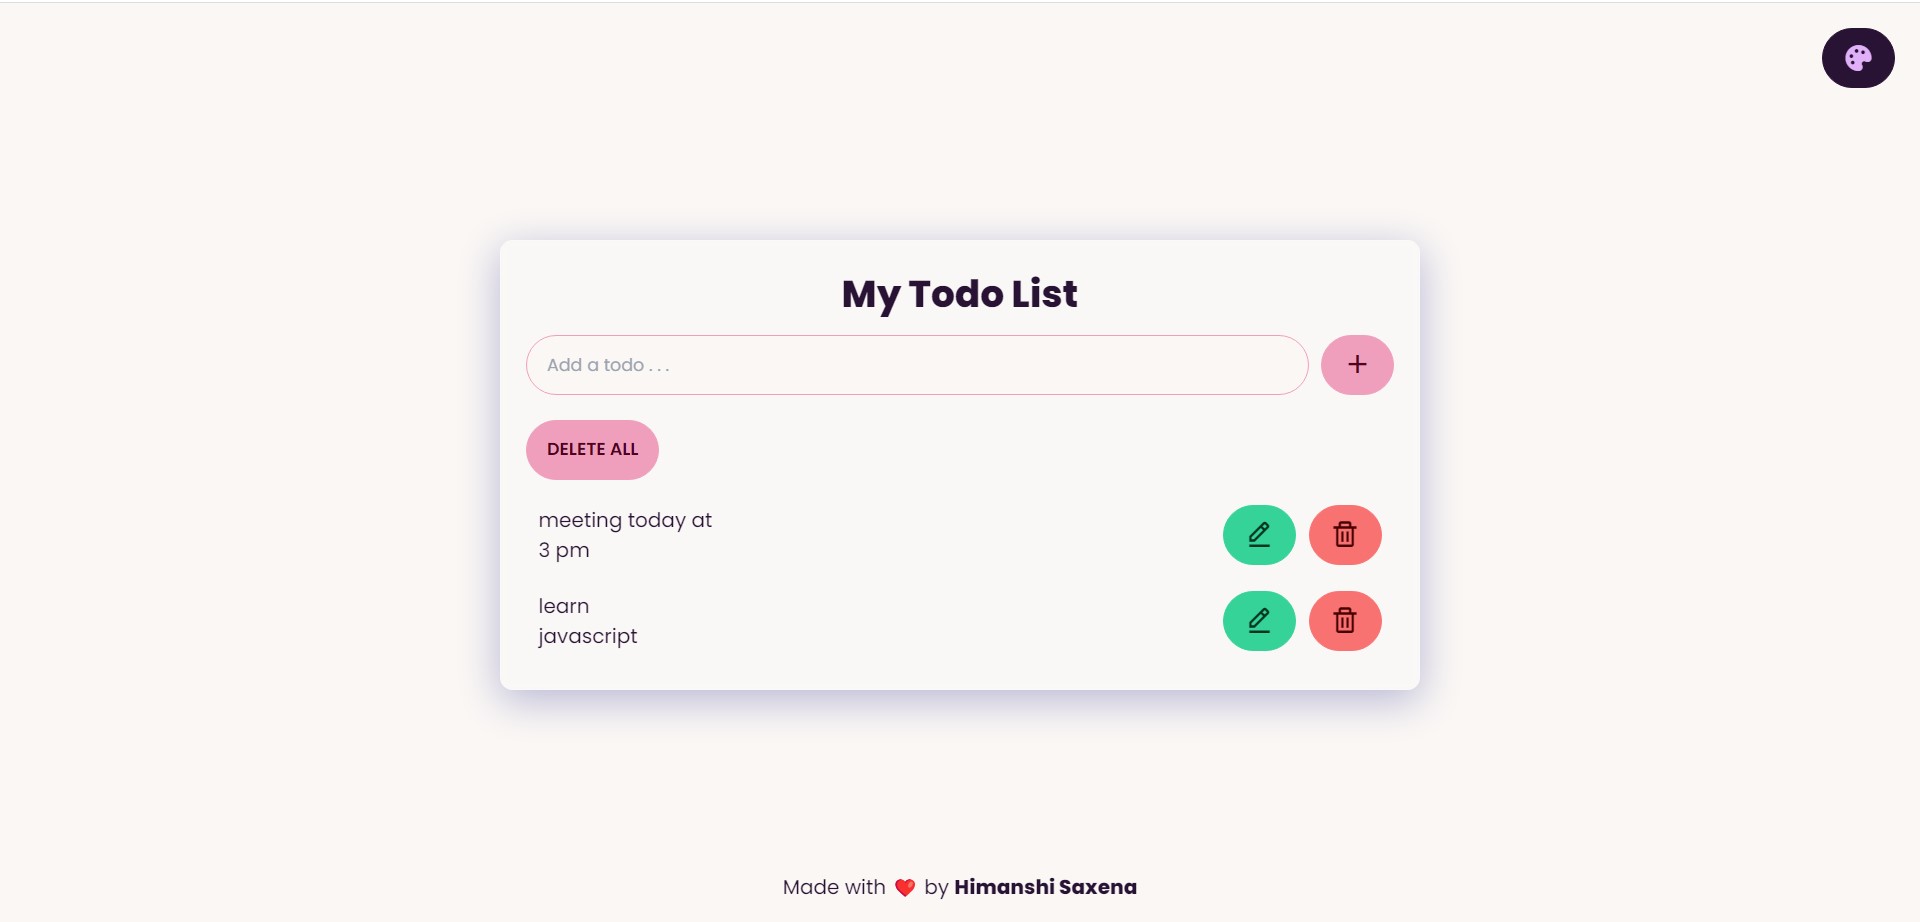 My Todo List
Add a todo . . .
DELETE ALL
meeting today at
3 pm
learn
javascript
Made with ❤️ by Himanshi Saxena